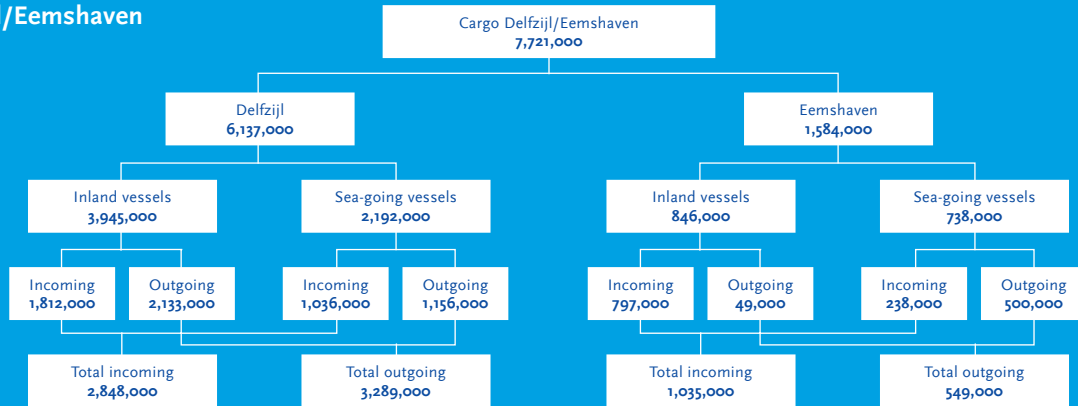 /Eemshaven
Cargo Delfzijl/Eemshaven
7,721,000
Delfzijl
6,137,000
Eemshaven
1,584,000
Inland vessels
3,945,000
Sea-going vessels
2,192,000
Inland vessels
846,000
Sea-going vessels
738,000
Incoming
1,812,000
Outgoing
2,133,000
Incoming
1,036,000
Outgoing
1,156,000
Incoming
797,000
Outgoing
49,000
Incoming
238,000
Outgoing
500,000
Total incoming
2,848,000
Total outgoing
3,289,000
Total incoming
1,035,000
Total outgoing
549,000